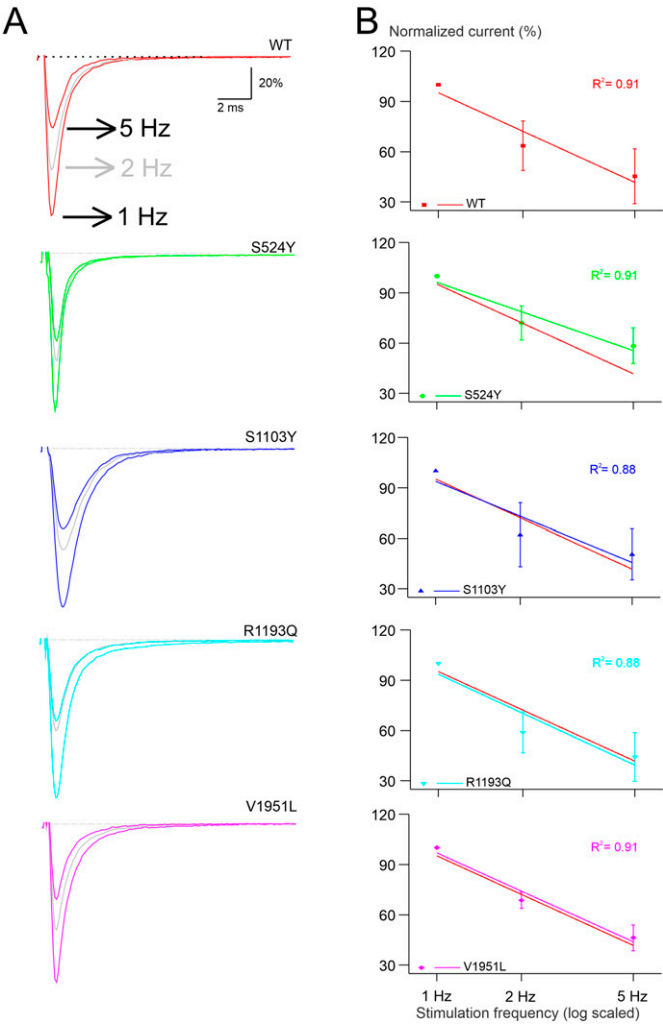 A
WT
20%
2 ms
5 Hz
2 Hz
1 Hz
S524Y
S1103Y
R1193Q
V1951L
B
Normalized current (%)
120
90
60
30
R²= 0.91
WT
120
90
60
30
R²= 0.91
S524Y
120
90
60
30
R²= 0.88
S1103Y
120
90
60
30
R²= 0.88
R1193Q
120
90
60
30
R²= 0.91
V1951L
1 Hz 2 Hz 5 Hz
Stimulation frequency (log scaled)